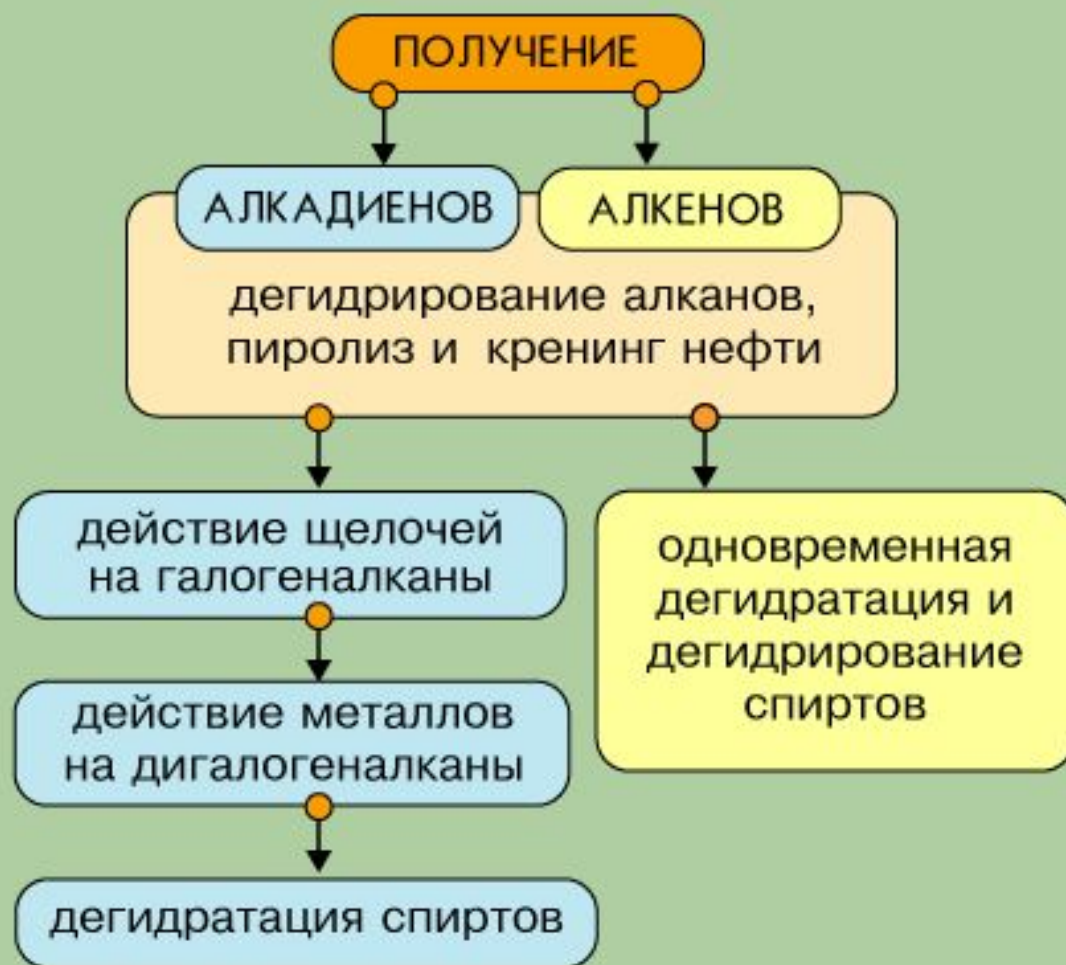 ПОЛУЧЕНИЕ
АЛКАДИЕНОВ
АЛКЕНОВ
дегидрирование алканов,
пиролиз и кренинг нефти
действие щелочей
на галогеналканы
действие металлов
на дигалогеналканы
дегидратация спиртов
одновременная
дегидратация и
дегидрирование
спиртов